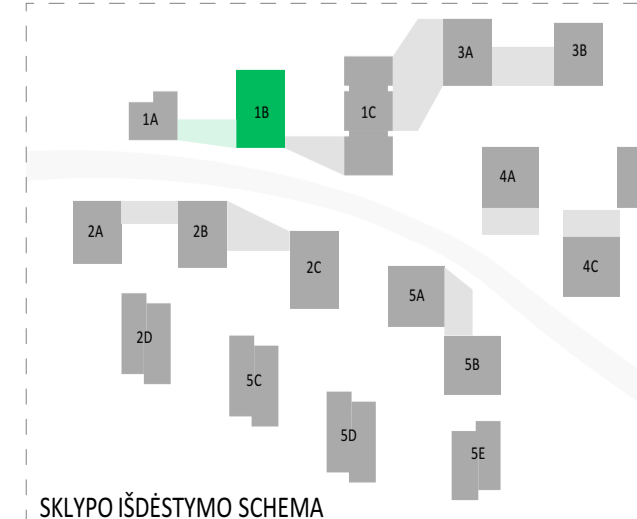 3A
3B
1A
1B
1C
4A
2A
2B
2C
4C
5A
2D
5B
5C
5D
5E
SKLYPO IŠDĖSTYMO SCHEMA